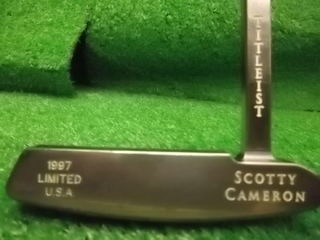 TITLEIST
1997
LIMITED
U.S.A
SCOTTY
CAMERON